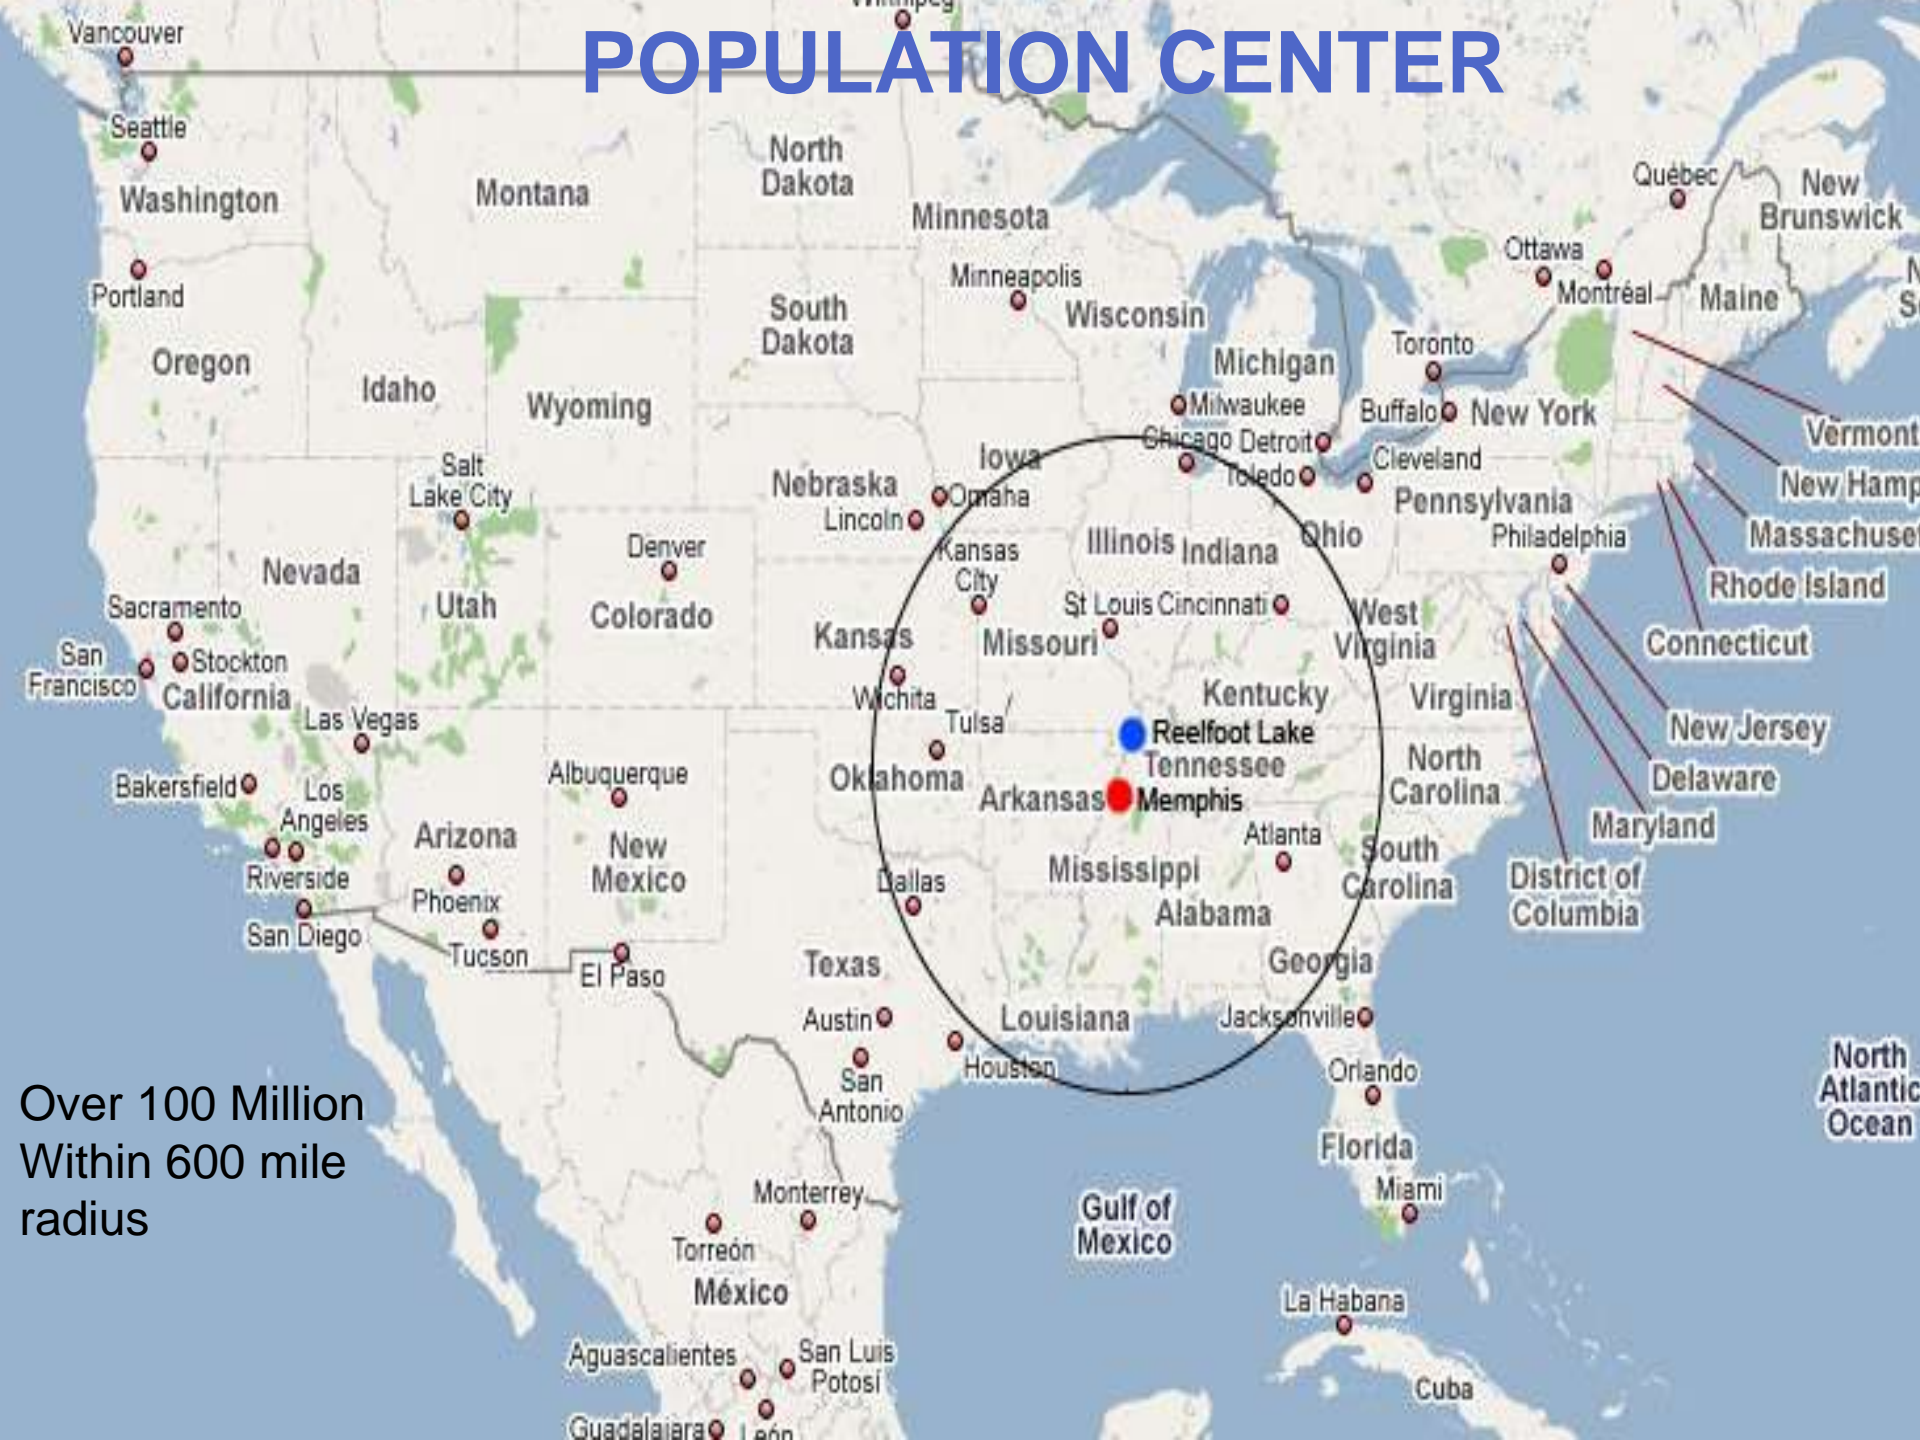 Winnipeg
Vancouver
POPULATION CENTER
Seattle
Washington
Montana
North
Dakota
Minnesota
Québec
New
Brunswick
Ottawa
Montréal
Maine
Portland
Minneapolis
South
Dakota
Wisconsin
Oregon
Idaho
Wyoming
Michigan
Toronto
Milwaukee
Buffalo
New York
Vermont
Chicago
Detroit
Salt
Lake City
Iowa
Toledo
Cleveland
Nebraska
Omaha
Lincoln
Pennsylvania
New Hamp
Massachuset
Philadelphia
Denver
Kansas
City
Illinois
Indiana
Ohio
Nevada
Utah
Colorado
Rhode Island
Sacramento
St Louis
Cincinnati
West
Virginia
Kansas
Missouri
Connecticut
San
Francisco
Stockton
California
Las Vegas
Wichita
Tulsa
Kentucky
Virginia
Reelfoot Lake
New Jersey
Tennessee
North
Carolina
Delaware
Bakersfield
Los
Angeles
Albuquerque
Oklahoma
Arkansas
Memphis
Maryland
Arizona
New
Mexico
Atlanta
South
Carolina
Riverside
Phoenix
Dallas
Mississippi
Alabama
District of
Columbia
San Diego
Tucson
El Paso
Texas
Georgia
Austin
Louisiana
Jacksonville
Houston
San
Antonio
Orlando
North
Atlantic
Ocean
Over 100 Million
Within 600 mile
radius
Florida
Miami
Monterrey
Gulf of
Mexico
Torreón
México
La Habana
Aguascalientes
San Luis
Potosí
Cuba
Guadalajara
León